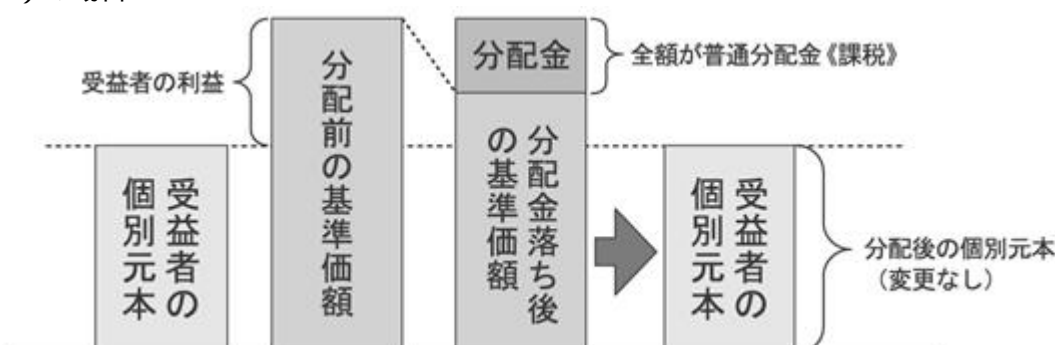 受益者の利益
分配前の基準価額
分配金
全額が普通分配金《課税》
受益者の
個別元本
分配金落ち後
の基準価額
受益者の
個別元本
分配後の個別元本
（変更なし）